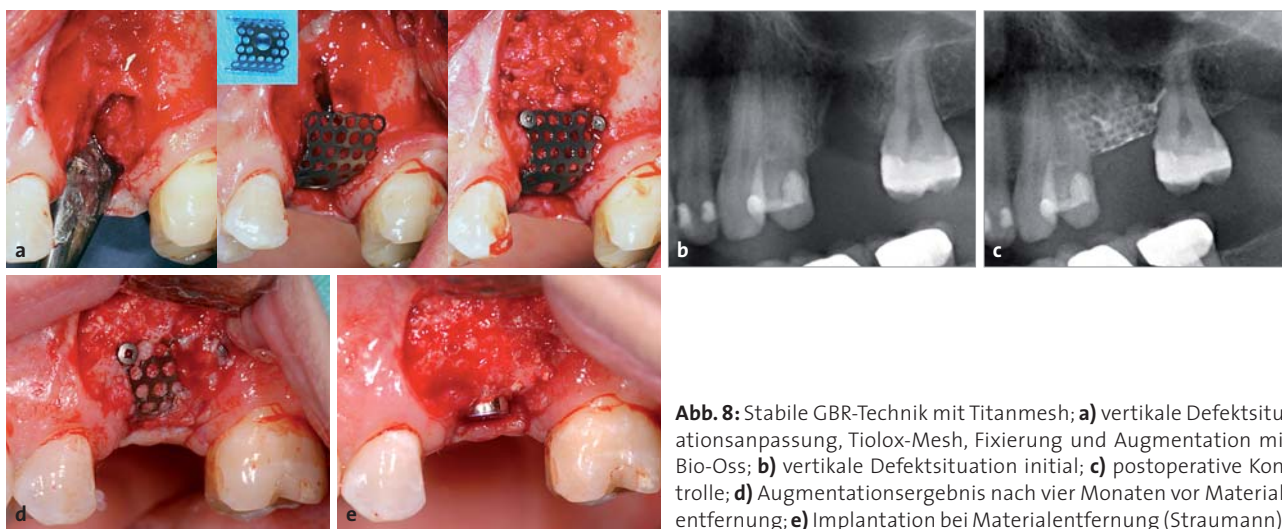 a
b
c
d
e
Abb. 8: Stabile GBR-Technik mit Titanmesh; a) vertikale Defektsitu
ationsanpassung, Tiolox-Mesh, Fixierung und Augmentation mi
Bio-Oss; b) vertikale Defektsituation initial; c) postoperative Kon
trolle; d) Augmentationsergebnis nach vier Monaten vor Material
entfernung; e) Implantation bei Materialentfernung (Straumann)